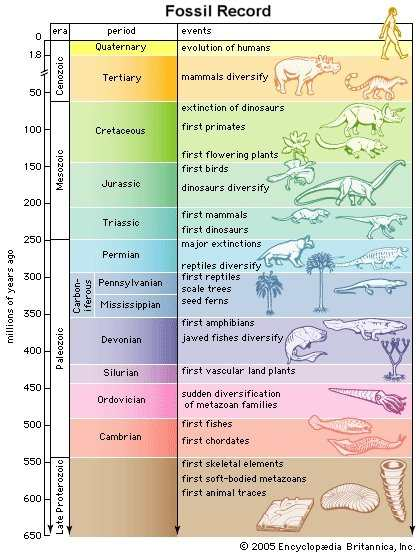 Fossil Record
era period events
0
Quaternary evolution of humans
1.8
Cenozoic
Tertiary mammals diversify
50
extinction of dinosaurs
100
Cretaceous first primates
first flowering plants
150
first birds
Mesozoic
Jurassic dinosaurs diversify
200
Triassic first mammals
first dinosaurs
250
Permian major extinctions
reptiles diversify
millions of years ago
Carbon-
iferous
Pennsylvanian first reptiles
scale trees
300
Mississippian seed ferns
350
first amphibians
Devonian jawed fishes diversify
400
Paleozoic
Silurian first vascular land plants
450
Ordovician sudden diversification
of metazoan families
500
Cambrian first fishes
first chordates
550
Late Proterozoic
first skeletal elements
first soft-bodied metazoans
600
first animal traces
650
© 2005 Encyclopædia Britannica, Inc.